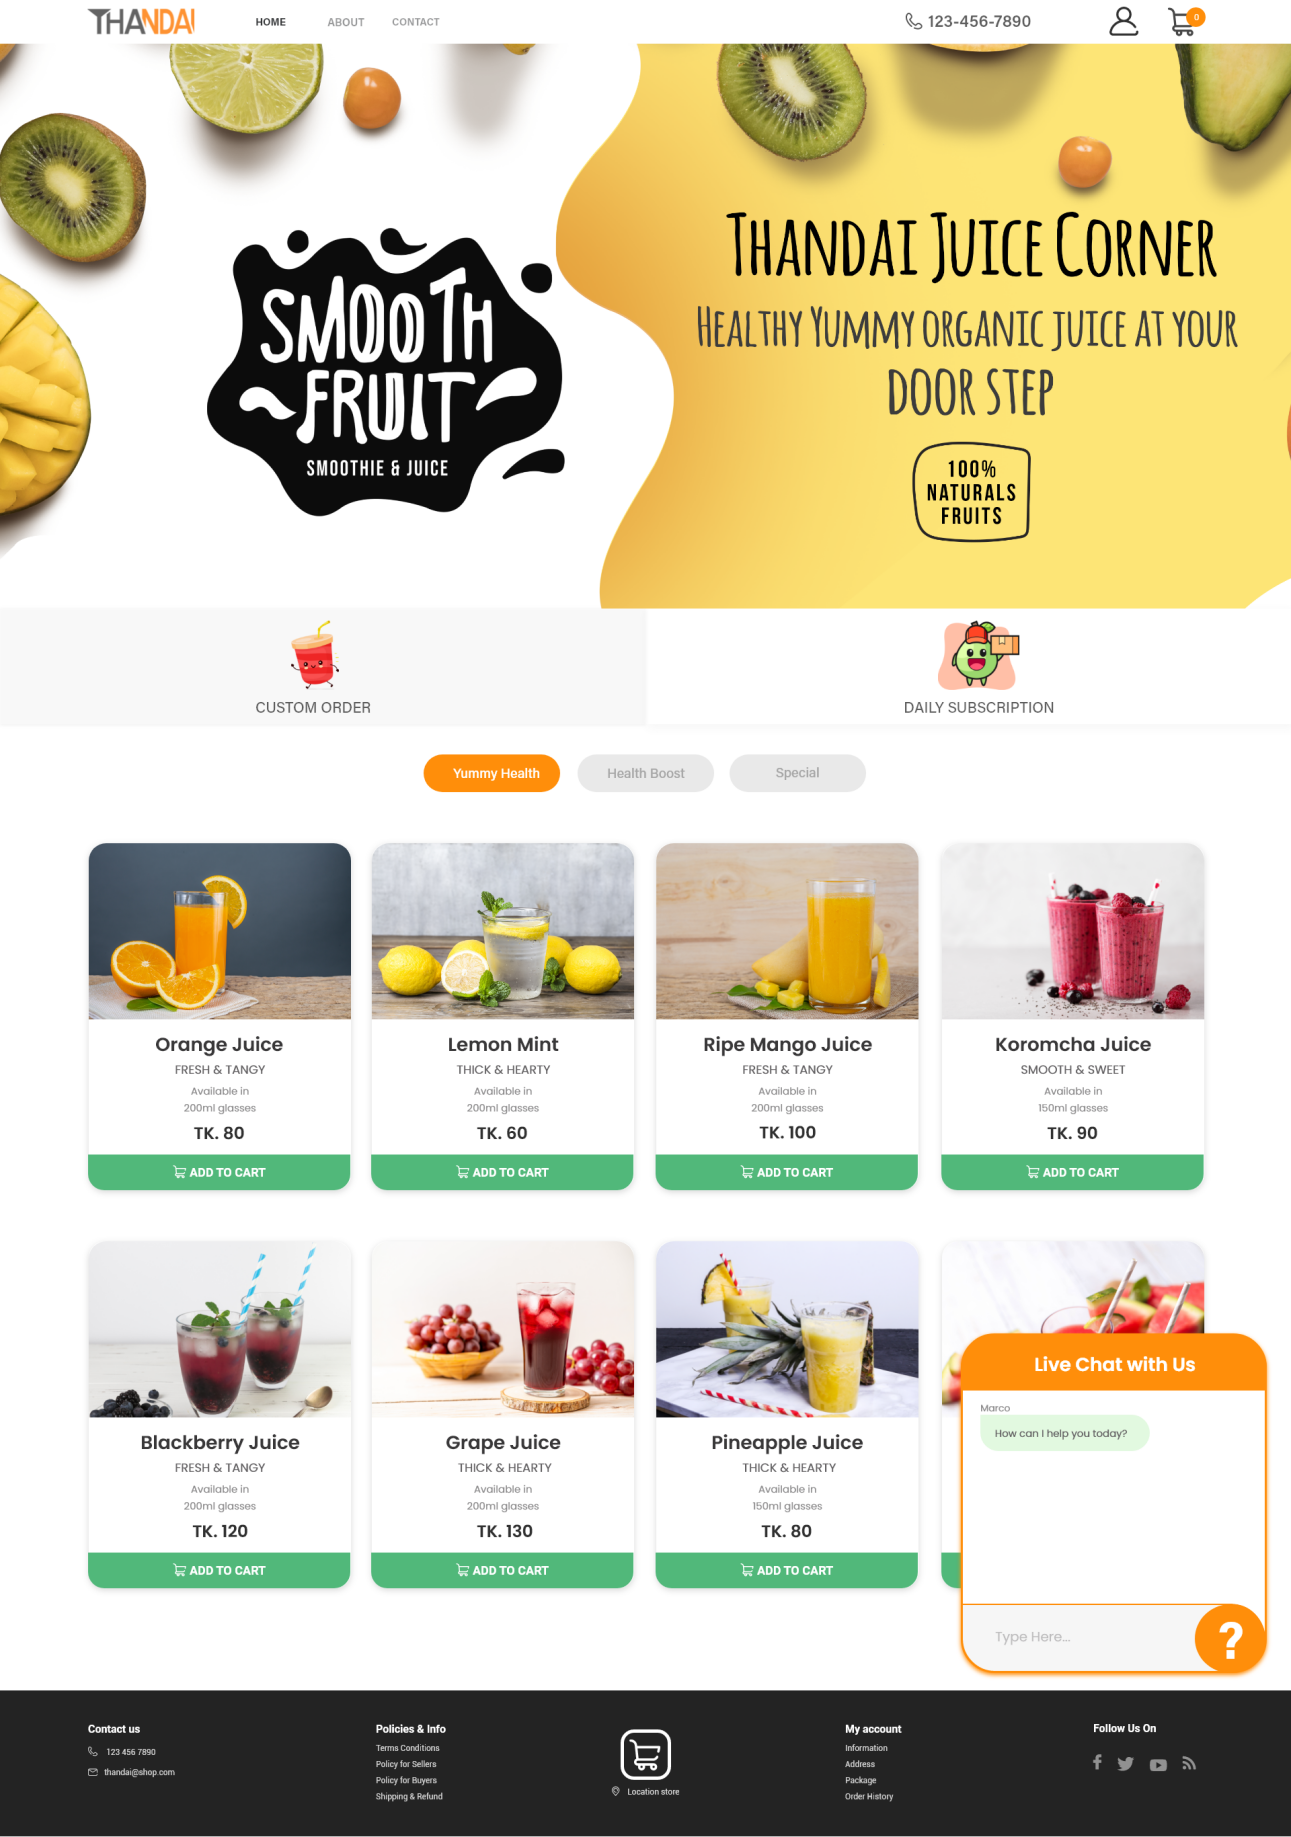 THANDAI
HOME
ABOUT
CONTACT
123-456-7890
0
SMOOTH
FRUIT
SMOOTHIE & JUICE
THANDAI JUICE CORNER
HEALTHY YUMMY ORGANIC JUICE AT YOUR
DOOR STEP
100%
NATURALS
FRUITS
CUSTOM ORDER
DAILY SUBSCRIPTION
Yummy Health
Health Boost
Special
Orange Juice
FRESH & TANGY
Available in
200ml glasses
TK. 80
ADD TO CART
Lemon Mint
THICK & HEARTY
Available in
200ml glasses
TK. 60
ADD TO CART
Ripe Mango Juice
FRESH & TANGY
Available in
200ml glasses
TK. 100
ADD TO CART
Koromcha Juice
SMOOTH & SWEET
Available in
150ml glasses
TK. 90
ADD TO CART
Blackberry Juice
FRESH & TANGY
Available in
200ml glasses
TK. 120
ADD TO CART
Grape Juice
THICK & HEARTY
Available in
200ml glasses
TK. 130
ADD TO CART
Pineapple Juice
THICK & HEARTY
Available in
150ml glasses
TK. 80
ADD TO CART
Live Chat with Us
Marco
How can I help you today?
Type Here...
?
Contact us
123 456 7890
thandai@shop.com
Policies & Info
Terms Conditions
Policy for Sellers
Policy for Buyers
Shipping & Refund
Location store
My account
Information
Address
Package
Order History
Follow Us On